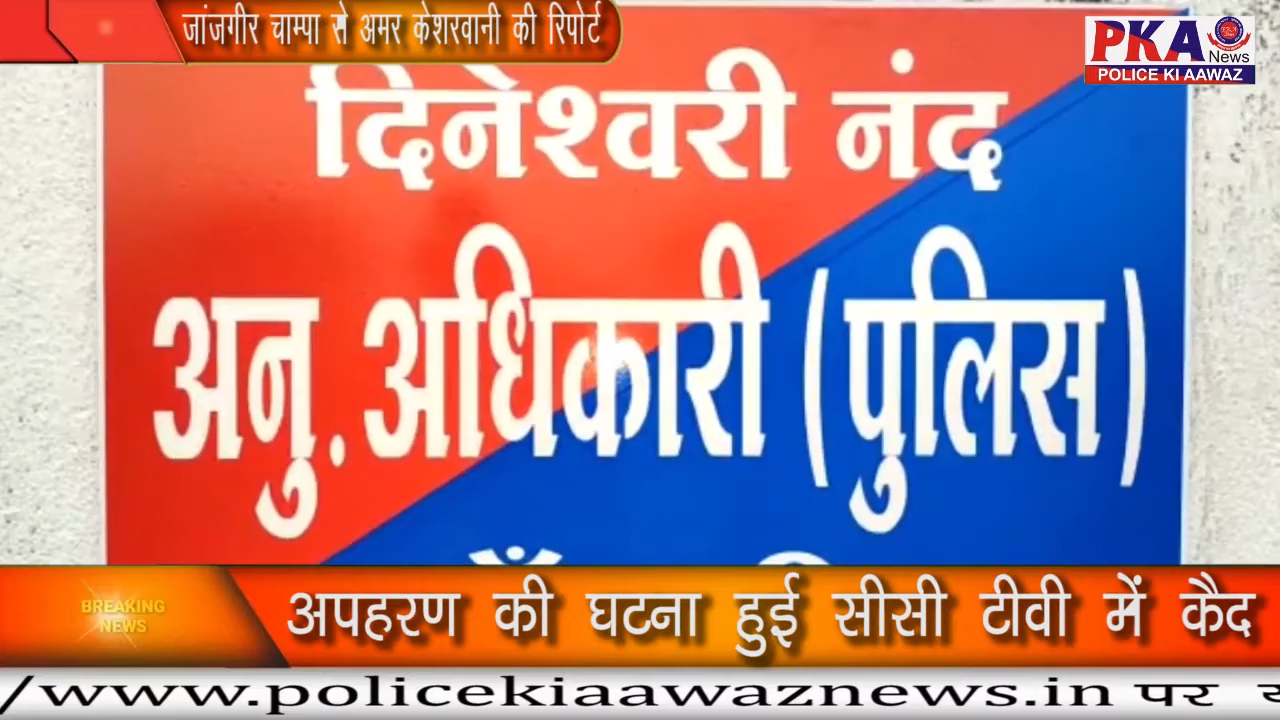 जांजगीर चाम्पा से अमर केशरवानी की रिपोर्ट
PKA
News
POLICE KI AAWAZ
दिनेश्वरी नंद
अनु. अधिकारी (पुलिस)
BREAKING
NEWS
अपहरण की घटना हुई सीसी टीवी में कैद
/www.policekiaawaznews.in पर